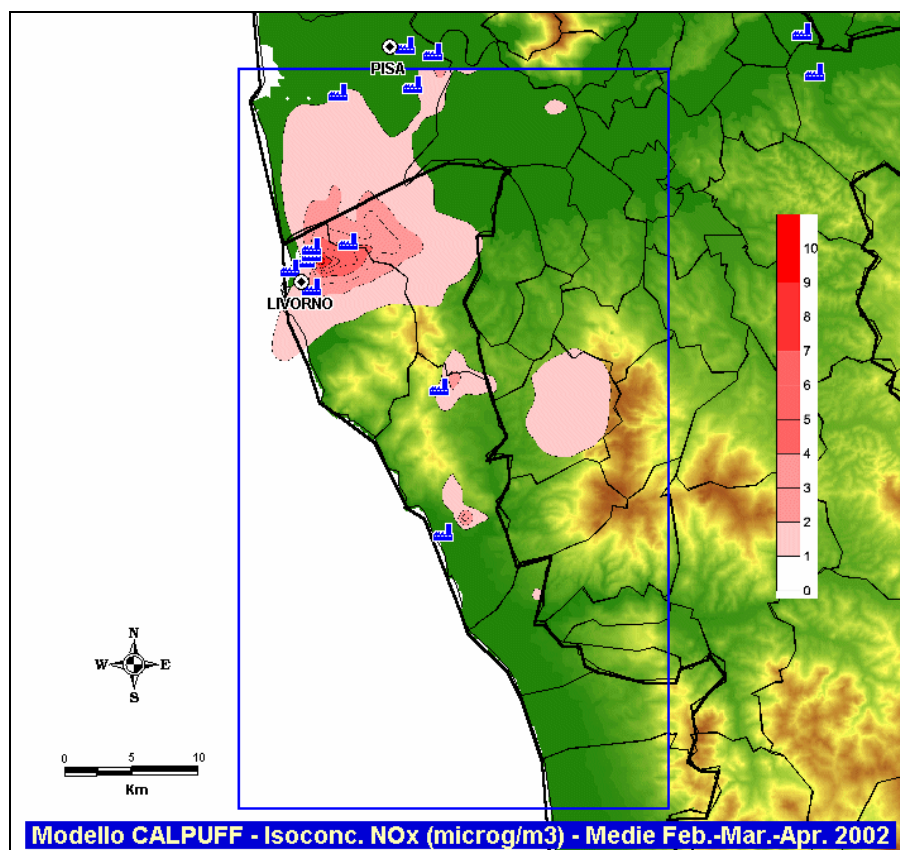 PISA
LIVORNO
10
9
8
7
6
5
4
3
2
1
0
N
W E
S
0 5 10
Km
Modello CALPUFF - Isoconc. NOx (microg/m3) - Medie Feb.-Mar.-Apr. 2002